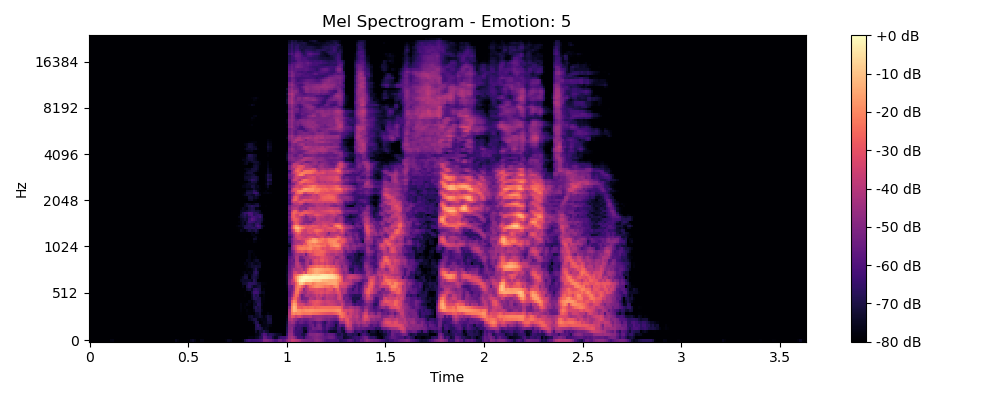 Mel Spectrogram - Emotion: 5
Hz
16384
8192
4096
2048
1024
512
0
0 0.5 1 1.5 2 2.5 3 3.5
Time
+0 dB
-10 dB
-20 dB
-30 dB
-40 dB
-50 dB
-60 dB
-70 dB
-80 dB